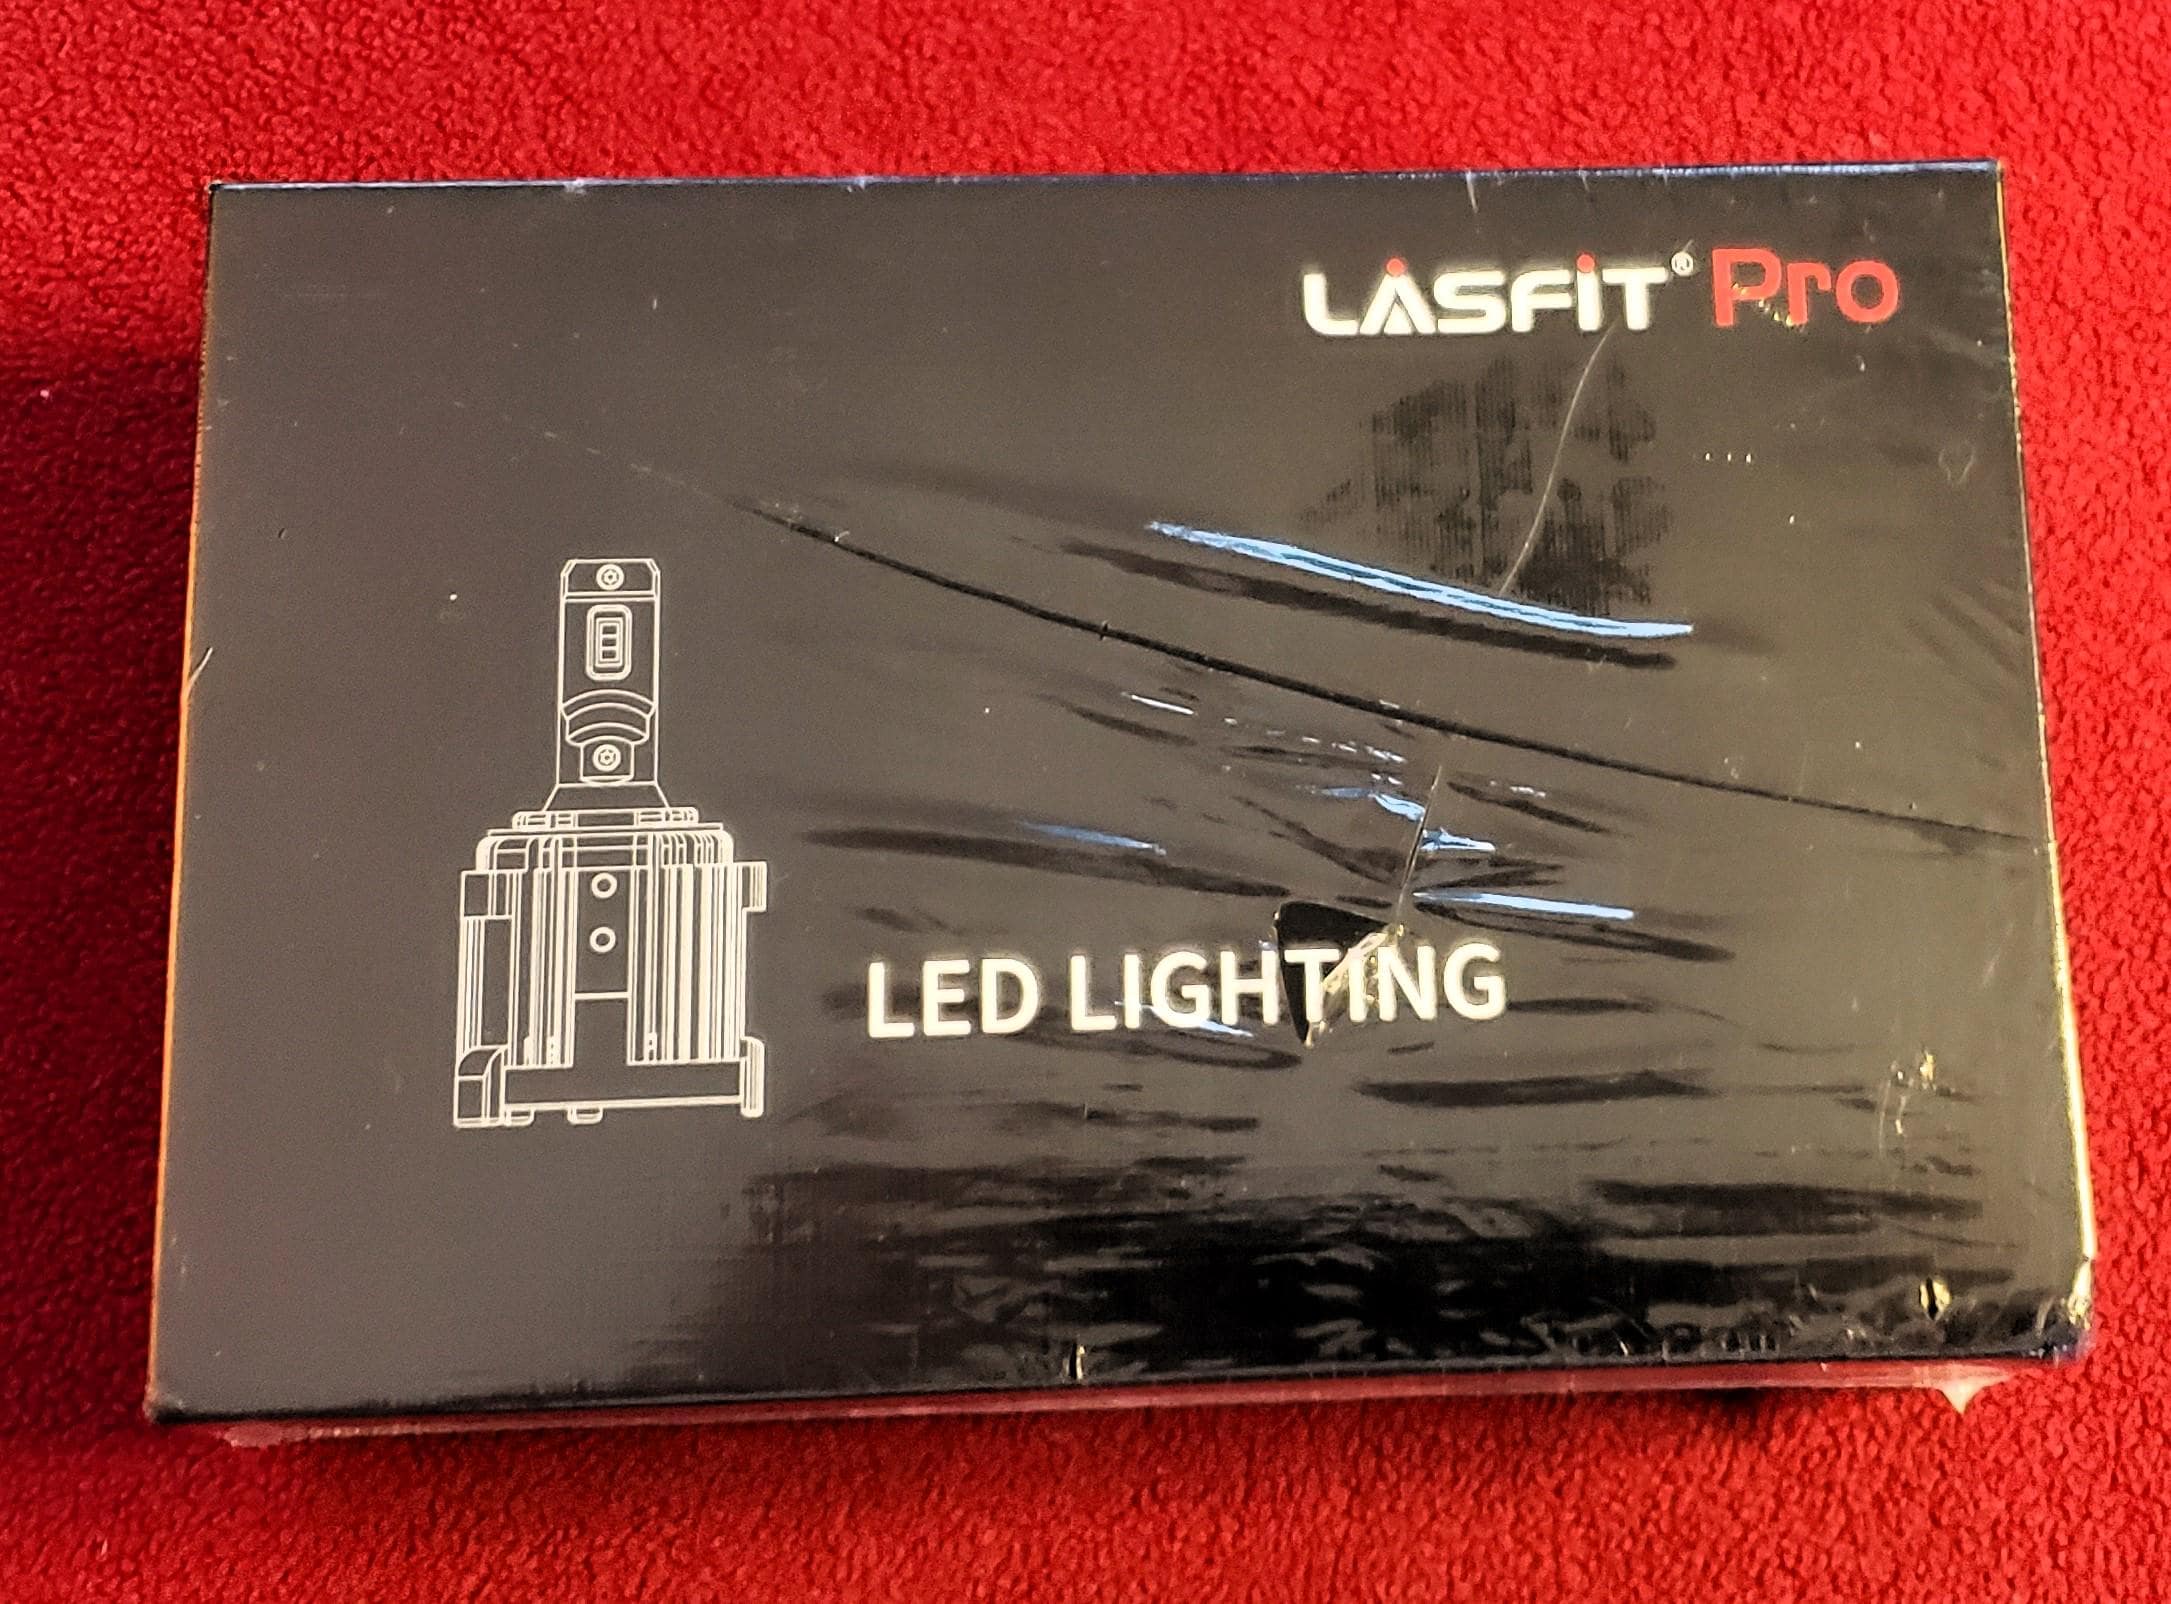 LASFIT® Pro
LED LIGHTING